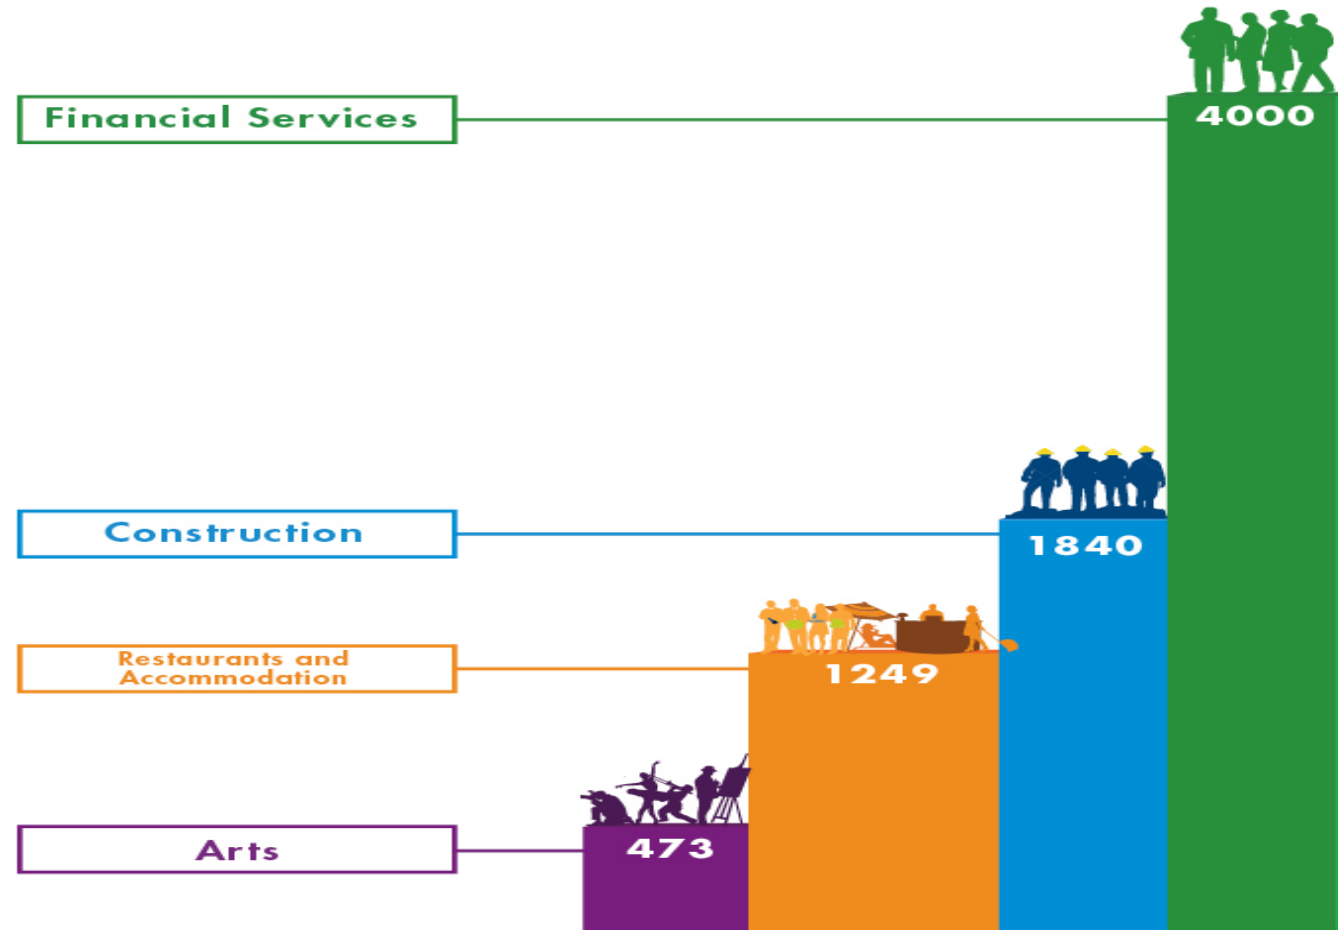 Financial Services
4000
Construction
1840
Restaurants and
Accommodation
1249
Arts
473